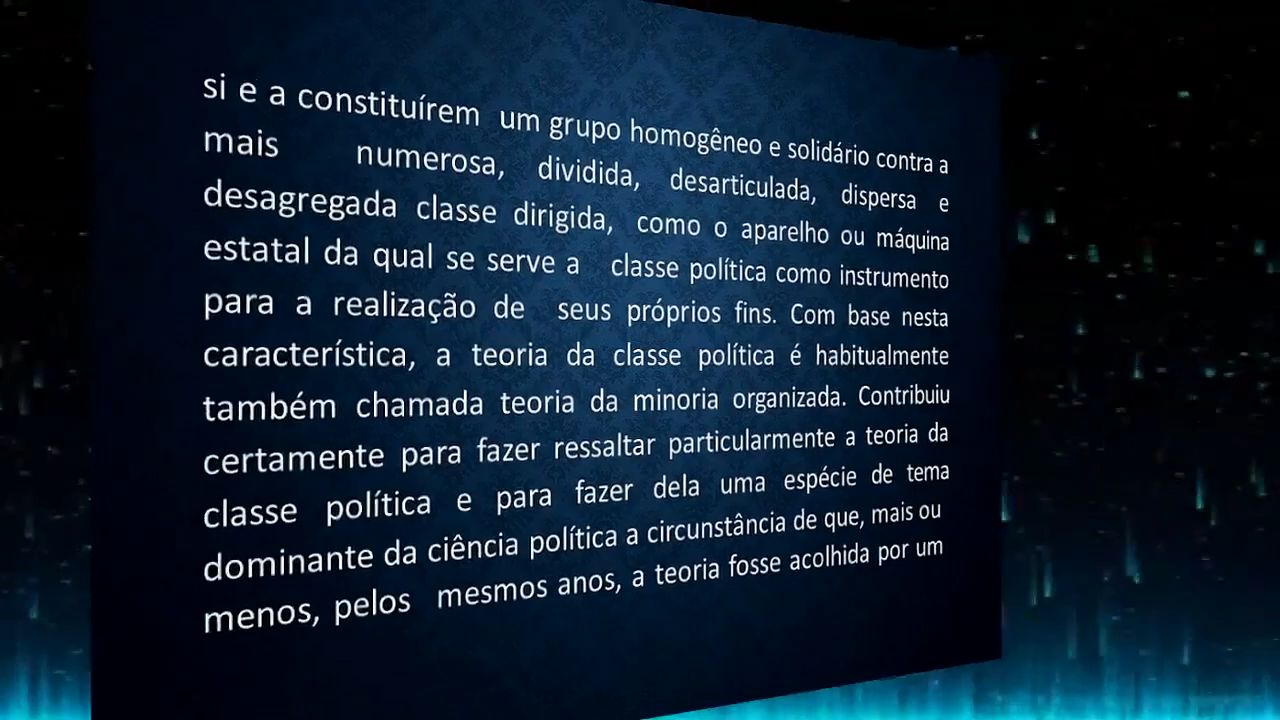 si e a constituírem um grupo homogêneo e solidário contra a
mais numerosa, dividida, desarticulada, dispersa e
desagregada classe dirigida, como o aparelho ou máquina
estatal da qual se serve a classe política como instrumento
para a realização de seus próprios fins. Com base nesta
característica, a teoria da classe política é habitualmente
também chamada teoria da minoria organizada. Contribuiu
certamente para fazer ressaltar particularmente a teoria da
classe política e para fazer dela uma espécie de tema
dominante da ciência política a circunstância de que, mais ou
menos, pelos mesmos anos, a teoria fosse acolhida por um